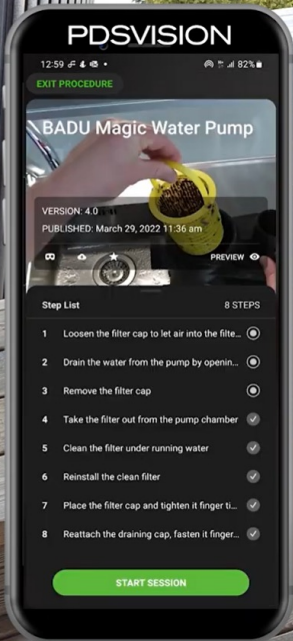 PDSVISION
12:59
82%
EXIT PROCEDURE
BADU Magic Water Pump
VERSION: 4.0
PUBLISHED: March 29, 2022 11:36 am
PREVIEW
Step List 8 STEPS
1 Loosen the filter cap to let air into the filte...
2 Drain the water from the pump by openin...
3 Remove the filter cap
4 Take the filter out from the pump chamber
5 Clean the filter under running water
6 Reinstall the clean filter
7 Place the filter cap and tighten it finger ti...
8 Reattach the draining cap, fasten it finger...
START SESSION